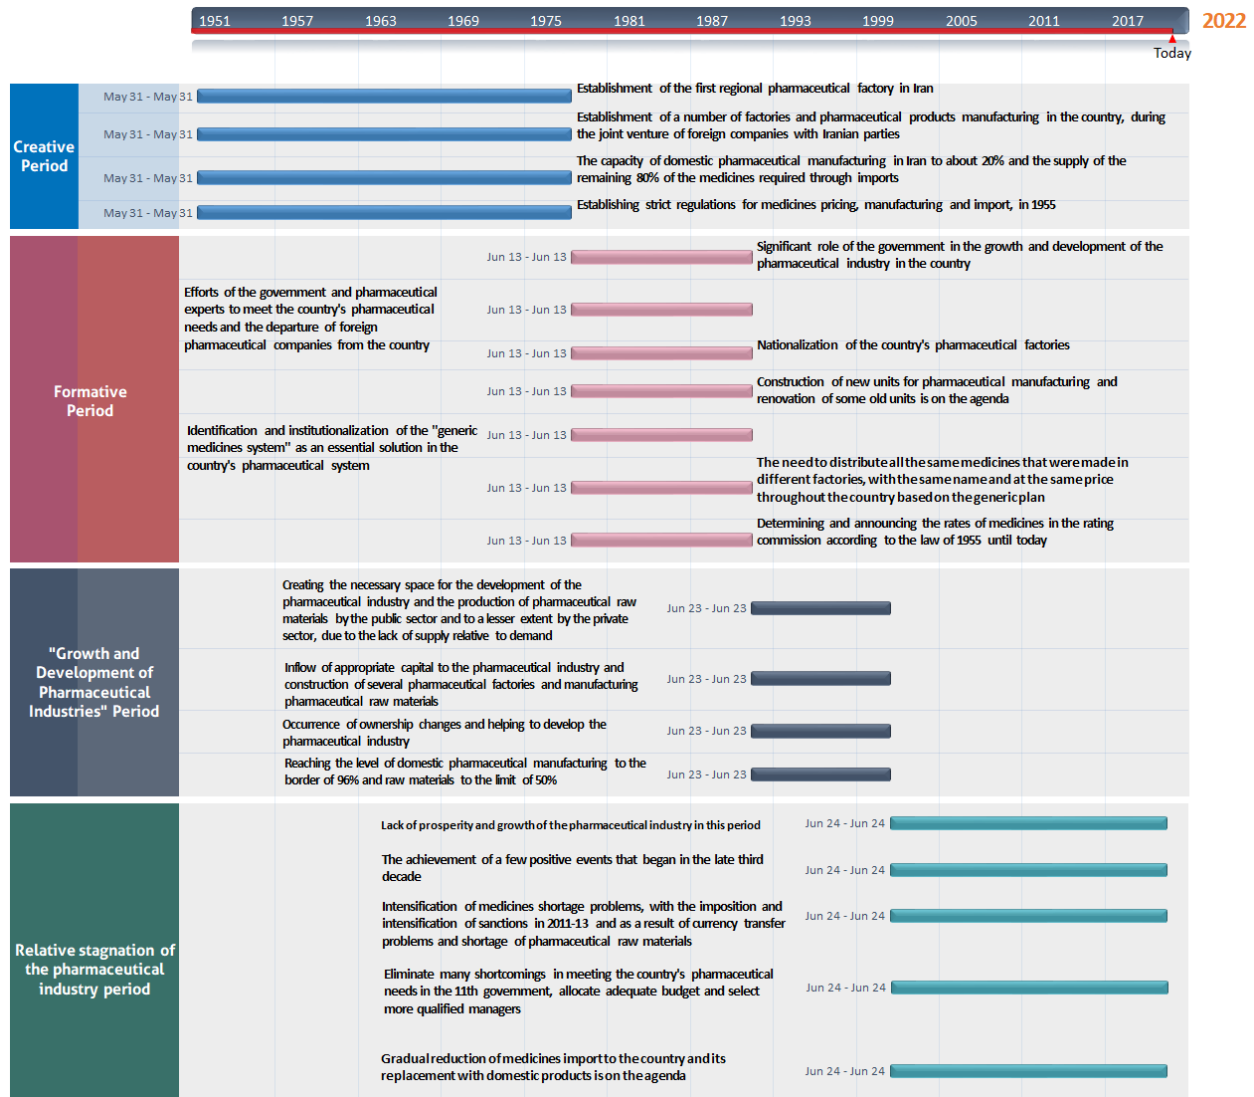 1951 1957 1963 1969 1975 1981 1987 1993 1999 2005 2011 2017 2022
Today
Creative
Period
May 31 - May 31
Establishment of the first regional pharmaceutical factory in Iran
May 31 - May 31
Establishment of a number of factories and pharmaceutical products manufacturing in the country, during
the joint venture of foreign companies with Iranian parties
May 31 - May 31
The capacity of domestic pharmaceutical manufacturing in Iran to about 20% and the supply of the
remaining 80% of the medicines required through imports
May 31 - May 31
Establishing strict regulations for medicines pricing, manufacturing and import, in 1955
Formative
Period
Jun 13 - Jun 13
Significant role of the government in the growth and development of the
pharmaceutical industry in the country
Efforts of the government and pharmaceutical
experts to meet the country's pharmaceutical
needs and the departure of foreign
pharmaceutical companies from the country
Jun 13 - Jun 13
Jun 13 - Jun 13
Nationalization of the country's pharmaceutical factories
Jun 13 - Jun 13
Construction of new units for pharmaceutical manufacturing and
renovation of some old units is on the agenda
Identification and institutionalization of the "generic
medicines system" as an essential solution in the
country's pharmaceutical system
Jun 13 - Jun 13
Jun 13 - Jun 13
The need to distribute all the same medicines that were made in
different factories, with the same name and at the same price
throughout the country based on the generic plan
Jun 13 - Jun 13
Determining and announcing the rates of medicines in the rating
commission according to the law of 1955 until today
"Growth and
Development of
Pharmaceutical
Industries" Period
Creating the necessary space for the development of the
pharmaceutical industry and the production of pharmaceutical raw
materials by the public sector and to a lesser extent by the private
sector, due to the lack of supply relative to demand
Jun 23 - Jun 23
Inflow of appropriate capital to the pharmaceutical industry and
construction of several pharmaceutical factories and manufacturing
pharmaceutical raw materials
Jun 23 - Jun 23
Occurrence of ownership changes and helping to develop the
pharmaceutical industry
Jun 23 - Jun 23
Reaching the level of domestic pharmaceutical manufacturing to the
border of 96% and raw materials to the limit of 50%
Jun 23 - Jun 23
Relative stagnation of
the pharmaceutical
industry period
Lack of prosperity and growth of the pharmaceutical industry in this period
Jun 24 - Jun 24
The achievement of a few positive events that began in the late third
decade
Jun 24 - Jun 24
Intensification of medicines shortage problems, with the imposition and
intensification of sanctions in 2011-13 and as a result of currency transfer
problems and shortage of pharmaceutical raw materials
Jun 24 - Jun 24
Eliminate many shortcomings in meeting the country's pharmaceutical
needs in the 11th government, allocate adequate budget and select
more qualified managers
Jun 24 - Jun 24
Gradual reduction of medicines import to the country and its
replacement with domestic products is on the agenda
Jun 24 - Jun 24